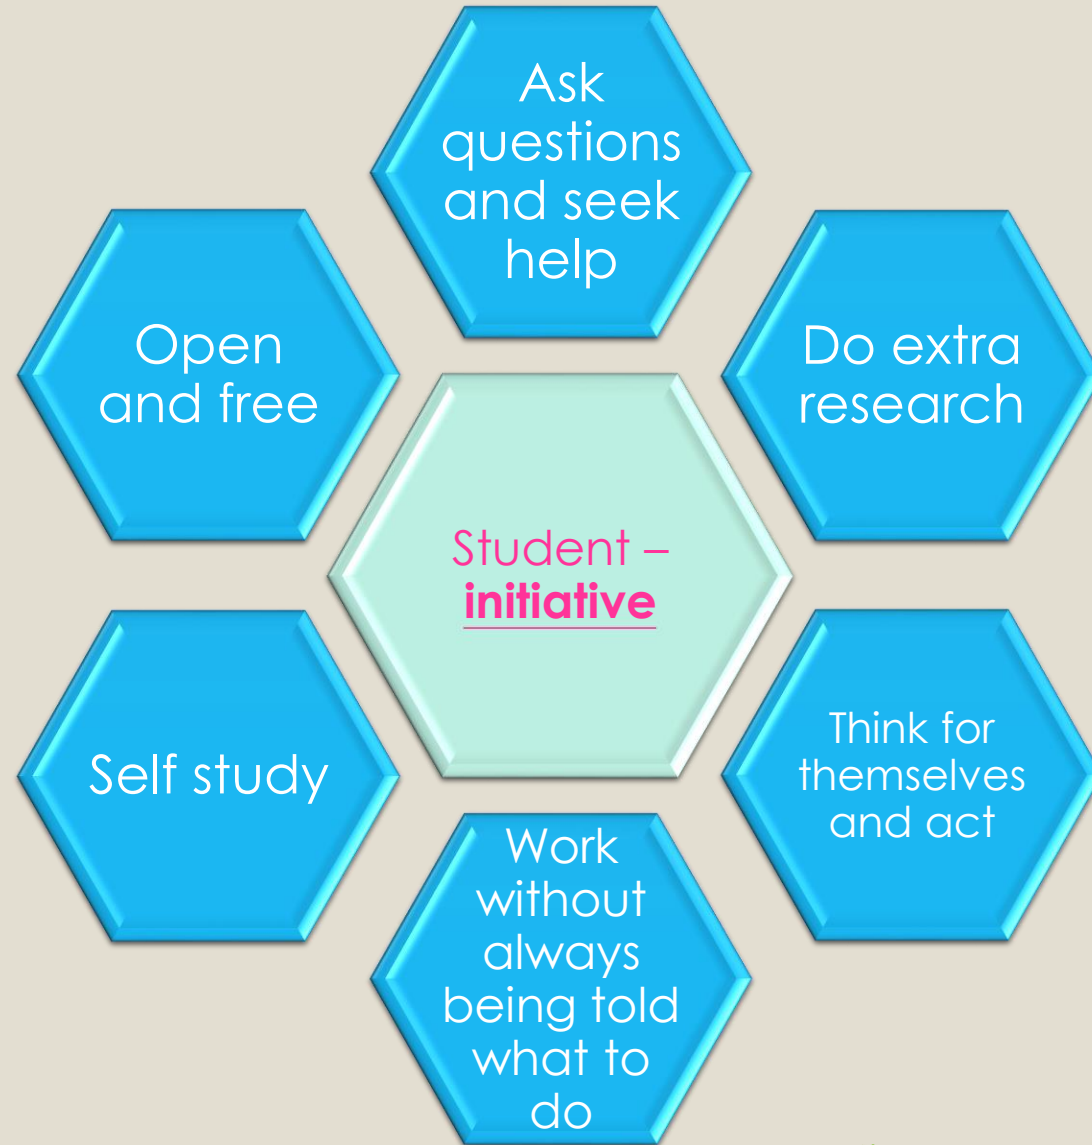 Ask
questions
and seek
help
Do extra
research
Think for
themselves
and act
Work
without
always
being told
what to
do
Self study
Open
and free
Student –
initiative